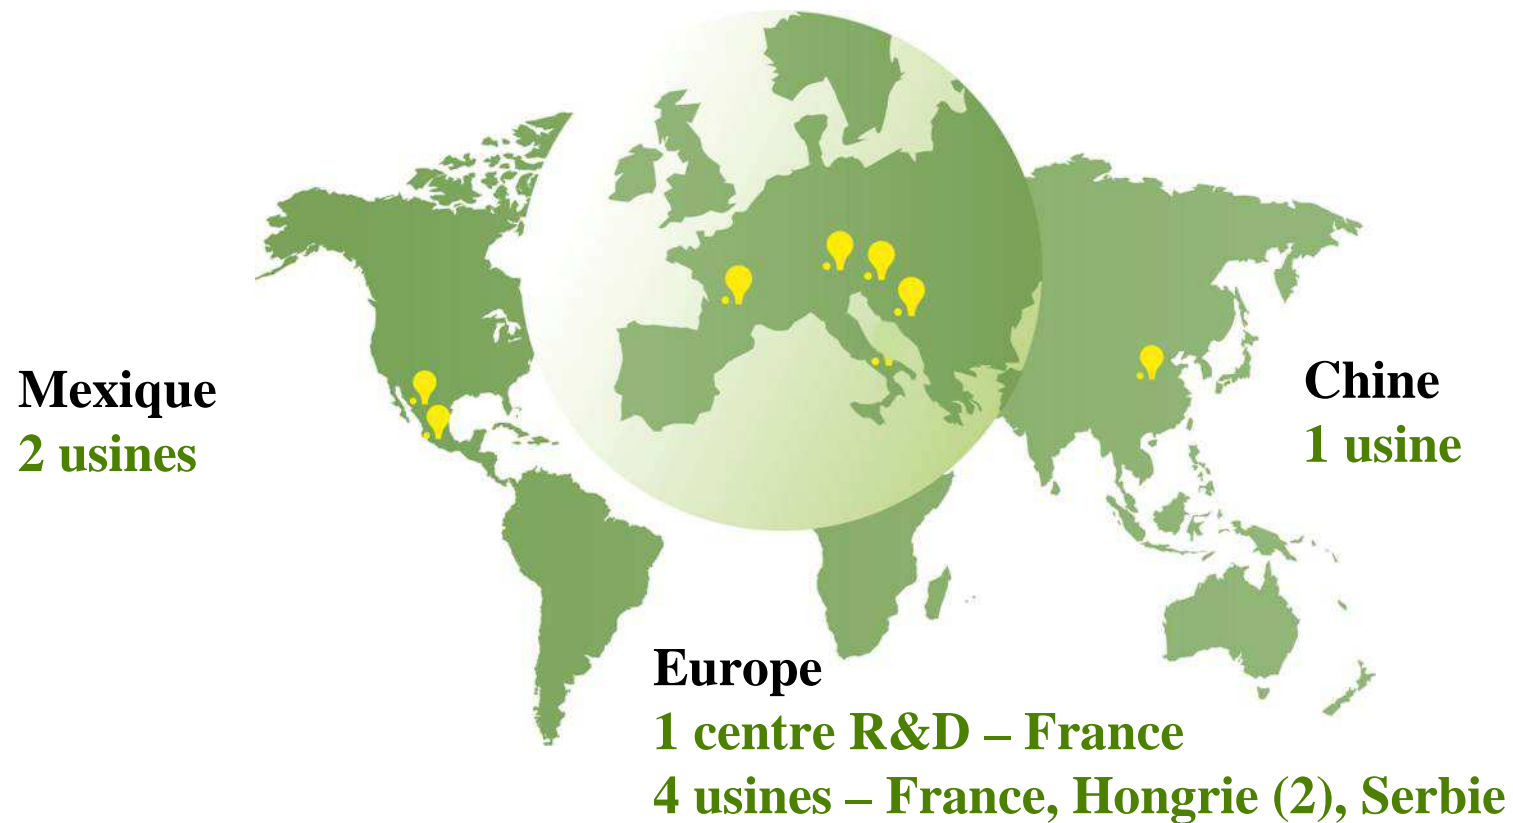 Mexique
2 usines
Chine
1 usine
Europe
1 centre R&D – France
4 usines – France, Hongrie (2), Serbie